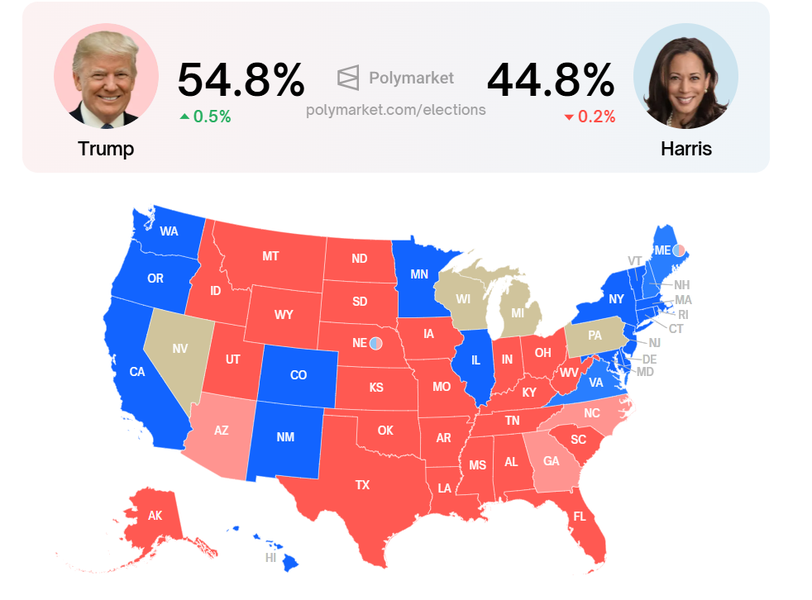 54.8% Polymarket 44.8%
0.5% polymarket.com/elections 0.2%
Trump Harris
WA
ME
VT
MT ND
MN
OR
NH
ID
SD
WI
NY
MA
MI
RI
WY
CT
IA
PA
NE
NJ
NV
OH
UT
IL IN
DE
CA
CO
WV
MD
VA
KS
MO
KY
NC
TN
AZ
OK
NM
AR
SC
MS AL GA
TX
LA
AK
FL
HI